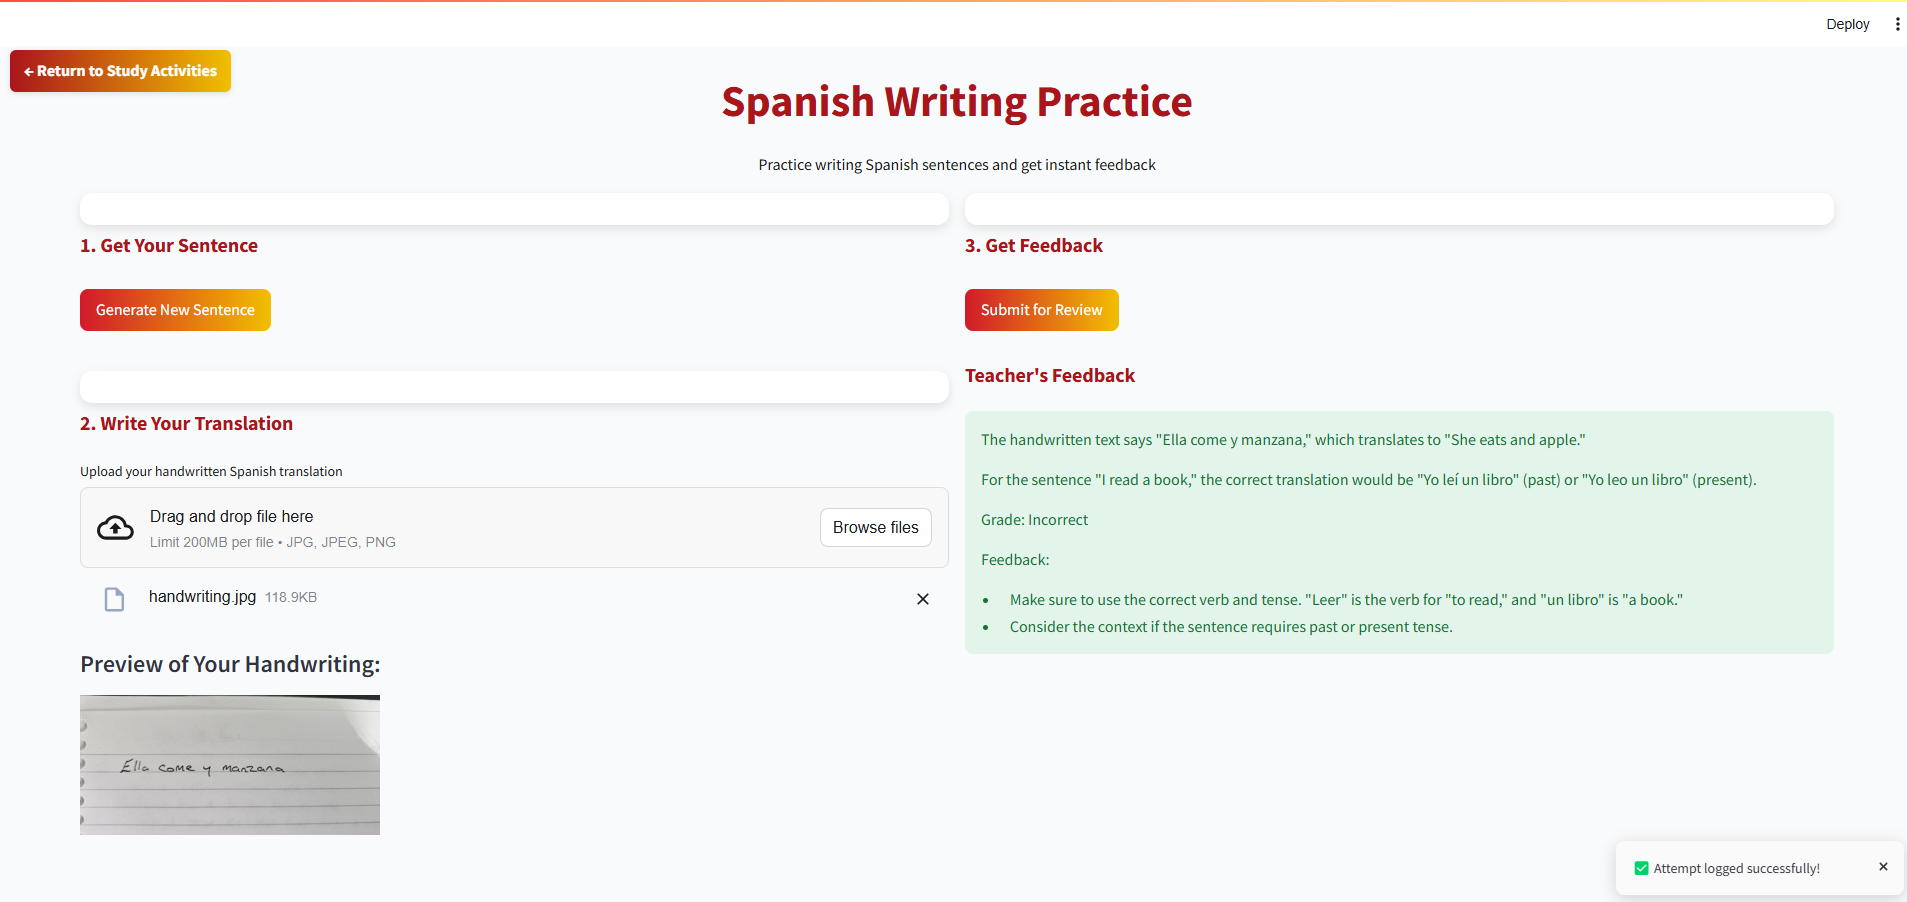 Deploy
← Return to Study Activities
Spanish Writing Practice
Practice writing Spanish sentences and get instant feedback
1. Get Your Sentence
Generate New Sentence
2. Write Your Translation
Upload your handwritten Spanish translation
Drag and drop file here
Limit 200MB per file • JPG, JPEG, PNG
Browse files
handwriting.jpg 118.9KB
Preview of Your Handwriting:
Ella come y manzana
3. Get Feedback
Submit for Review
Teacher's Feedback
The handwritten text says "Ella come y manzana," which translates to "She eats and apple."
For the sentence "I read a book," the correct translation would be "Yo leí un libro" (past) or "Yo leo un libro" (present).
Grade: Incorrect
Feedback:
• Make sure to use the correct verb and tense. "Leer" is the verb for "to read," and "un libro" is "a book."
• Consider the context if the sentence requires past or present tense.
Attempt logged successfully!